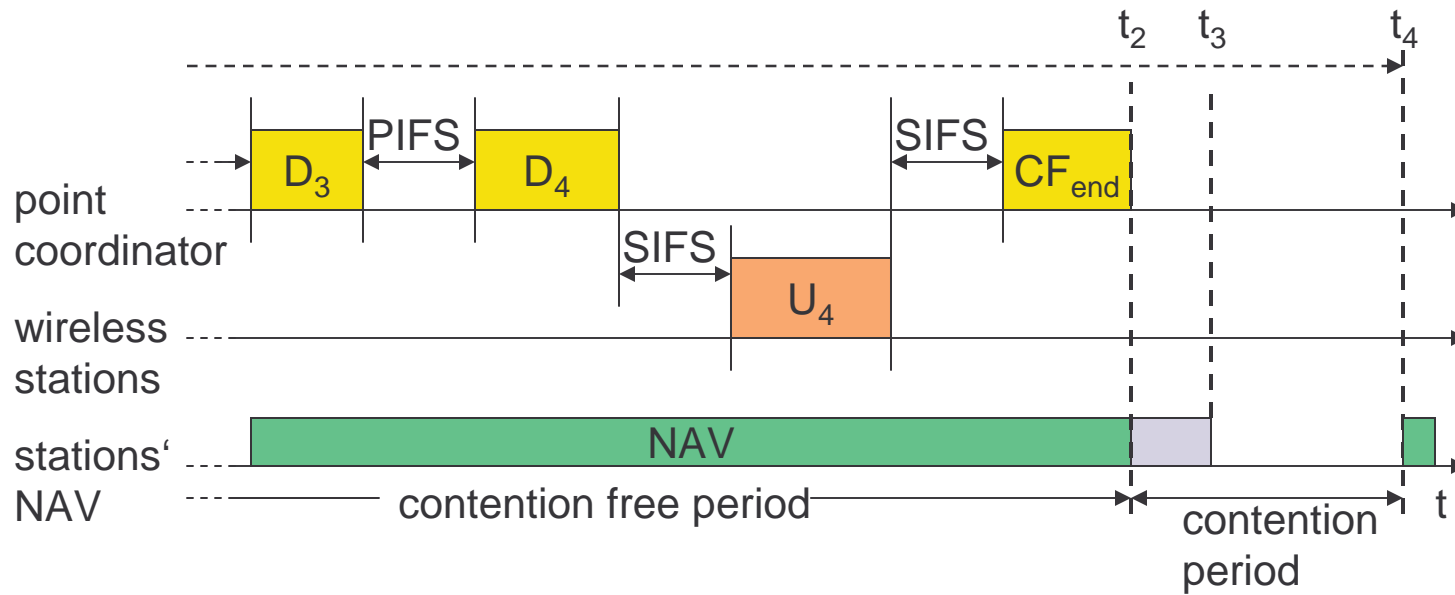 t2 t3 t4
PIFS SIFS
D3 D4 CFend
point
coordinator
SIFS
U4
wireless
stations
NAV
stations‘
NAV
contention free period
t
contention
period